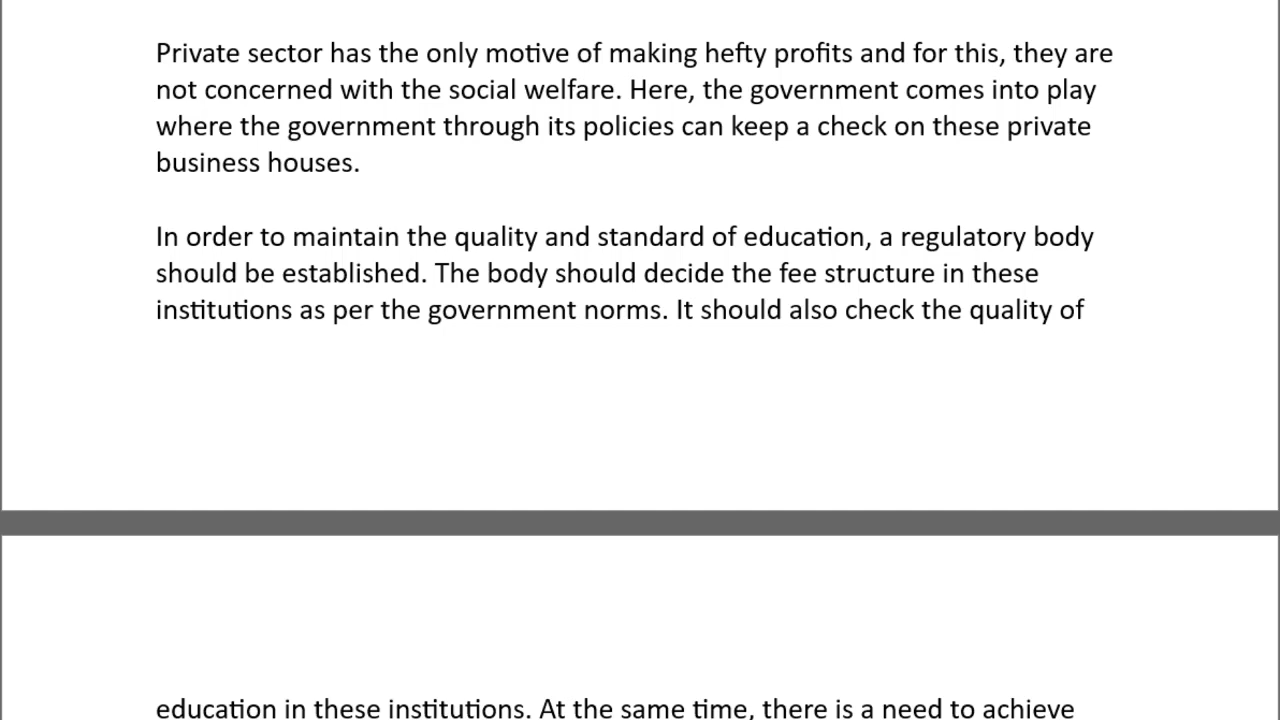 Private sector has the only motive of making hefty profits and for this, they are
not concerned with the social welfare. Here, the government comes into play
where the government through its policies can keep a check on these private
business houses.
In order to maintain the quality and standard of education, a regulatory body
should be established. The body should decide the fee structure in these
institutions as per the government norms. It should also check the quality of
education in these institutions. At the same time, there is a need to achieve